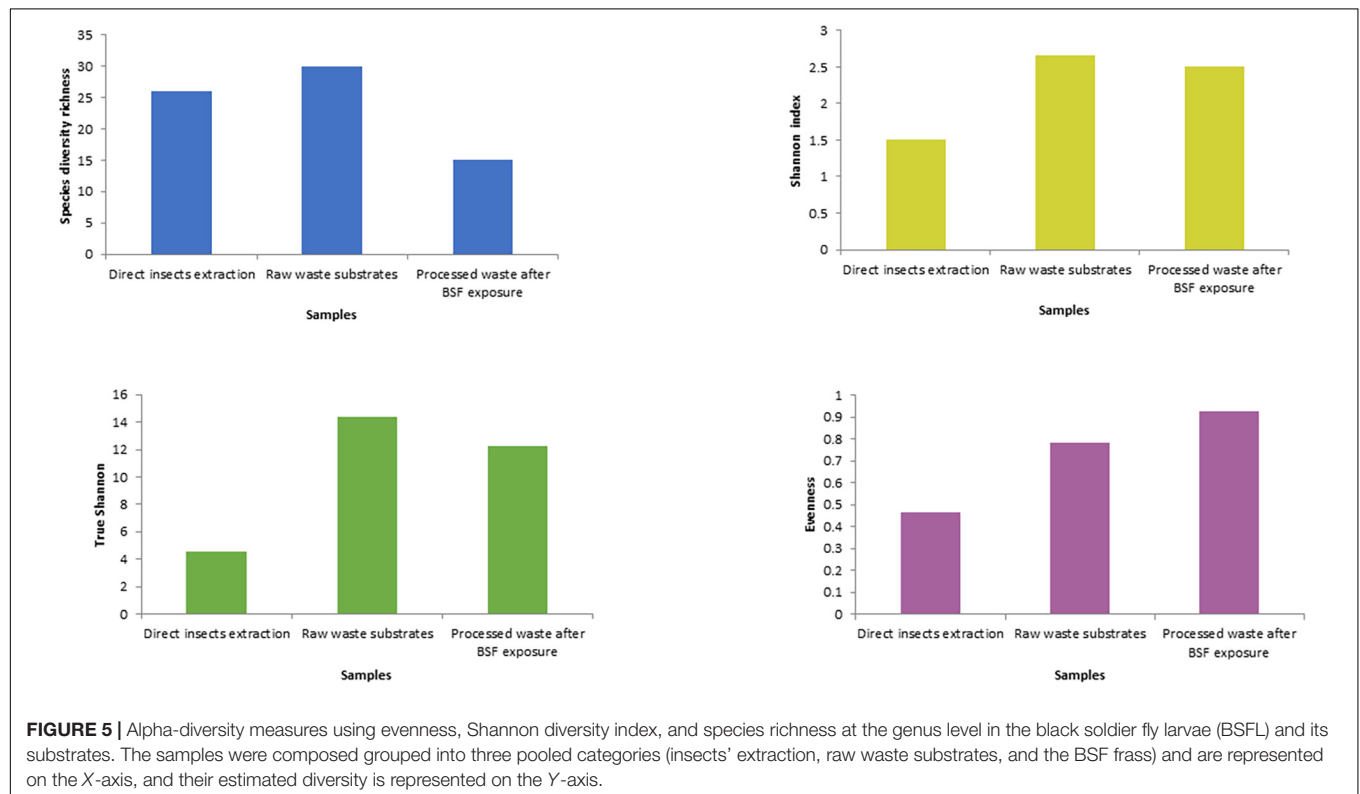 35
30
25
20
15
10
5
0
Species diversity richness
Direct insects extraction
Raw waste substrates
Processed waste after
BSF exposure
Samples
3
2.5
2
1.5
1
0.5
0
Shannon index
Direct insects extraction
Raw waste substrates
Processed waste after
BSF exposure
Samples
16
14
12
10
8
6
4
2
0
True Shannon
Direct insects extraction
Raw waste substrates
Processed waste after
BSF exposure
Samples
1
0.9
0.8
0.7
0.6
0.5
0.4
0.3
0.2
0.1
0
Evenness
Direct insects extraction
Raw waste substrates
Processed waste after
BSF exposure
Samples
FIGURE 5 | Alpha-diversity measures using evenness, Shannon diversity index, and species richness at the genus level in the black soldier fly larvae (BSFL) and its
substrates. The samples were composed grouped into three pooled categories (insects' extraction, raw waste substrates, and the BSF frass) and are represented
on the X-axis, and their estimated diversity is represented on the Y-axis.